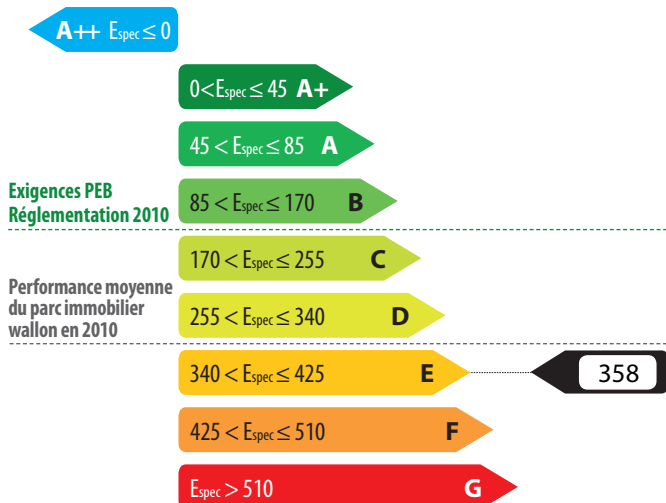 A++ Espec ≤ 0
0<Espec ≤ 45 A+
45 < Espec ≤ 85 A
Exigences PEB
Réglementation 2010
85 < Espec ≤ 170 B
170 < Espec ≤ 255 C
Performance moyenne
du parc immobilier
wallon en 2010
255 < Espec ≤ 340 D
340 < Espec ≤ 425 E 358
425 < Espec ≤ 510 F
Espec > 510 G